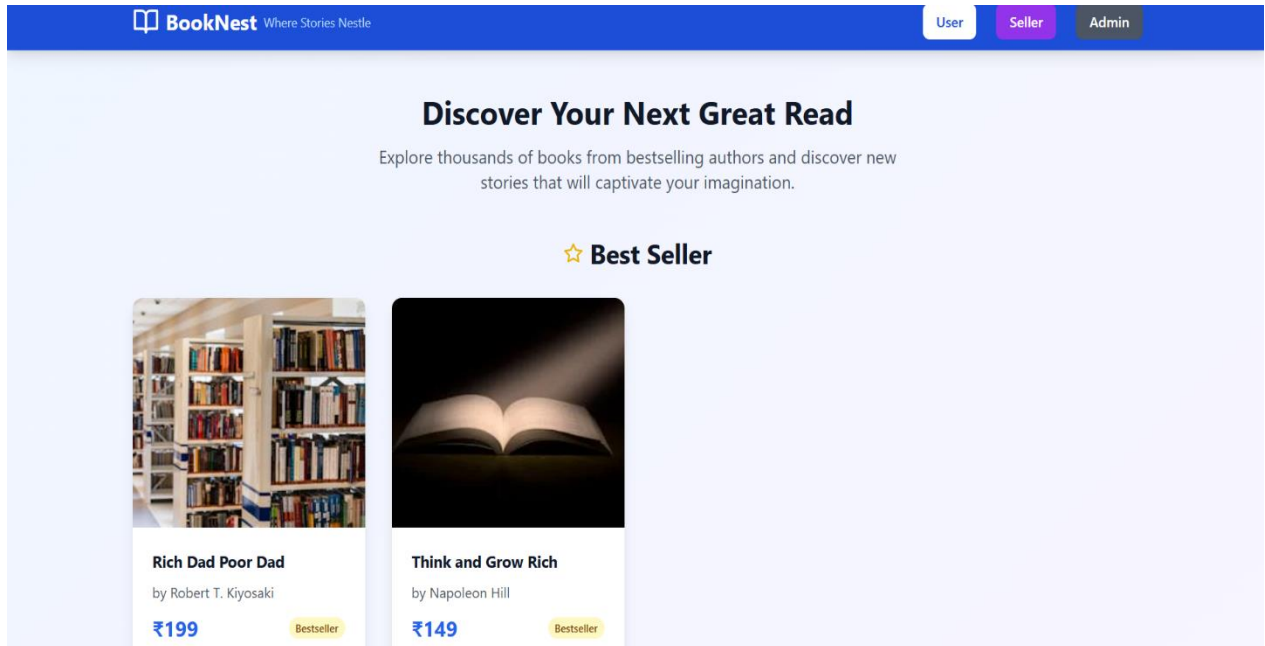 BookNest Where Stories Nestle
User Seller Admin
Discover Your Next Great Read
Explore thousands of books from bestselling authors and discover new
stories that will captivate your imagination.
Best Seller
Rich Dad Poor Dad
by Robert T. Kiyosaki
₹199 Bestseller
Think and Grow Rich
by Napoleon Hill
₹149 Bestseller